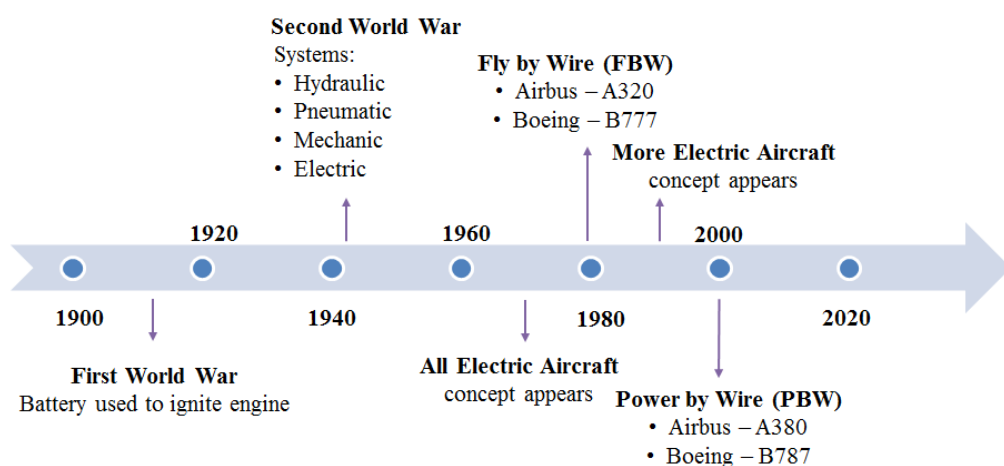 Second World War
Systems:
• Hydraulic
• Pneumatic
• Mechanic
• Electric
Fly by Wire (FBW)
• Airbus – A320
• Boeing – B777
More Electric Aircraft
concept appears
1920
1960
2000
1900
1940
1980
2020
First World War
Battery used to ignite engine
All Electric Aircraft
concept appears
Power by Wire (PBW)
• Airbus – A380
• Boeing – B787